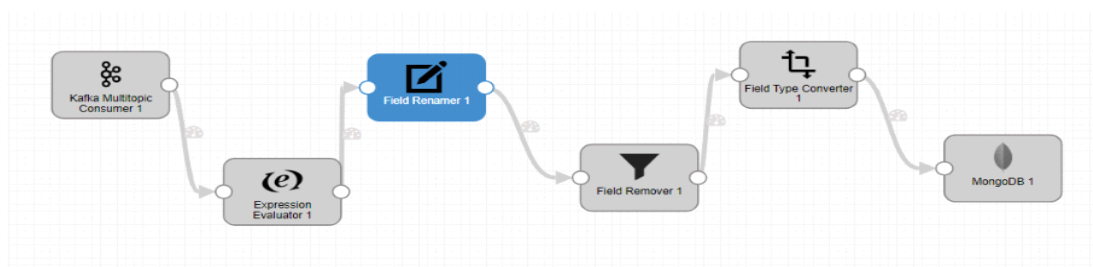 Kafka Multitopic
Consumer 1
Expression
Evaluator 1
Field Renamer 1
Field Remover 1
Field Type Converter
1
MongoDB 1